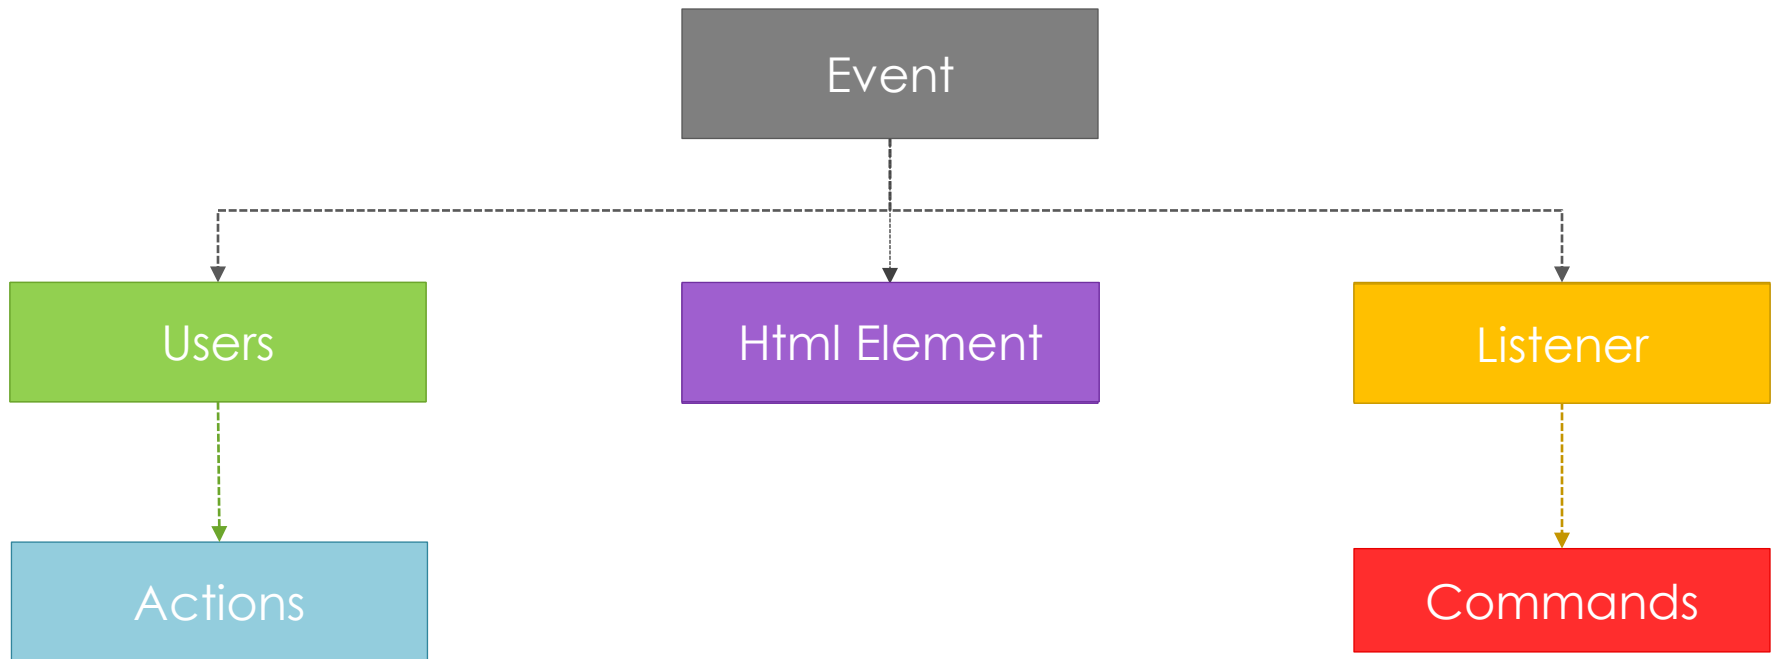 Event
Users
Html Element
Listener
Actions
Commands